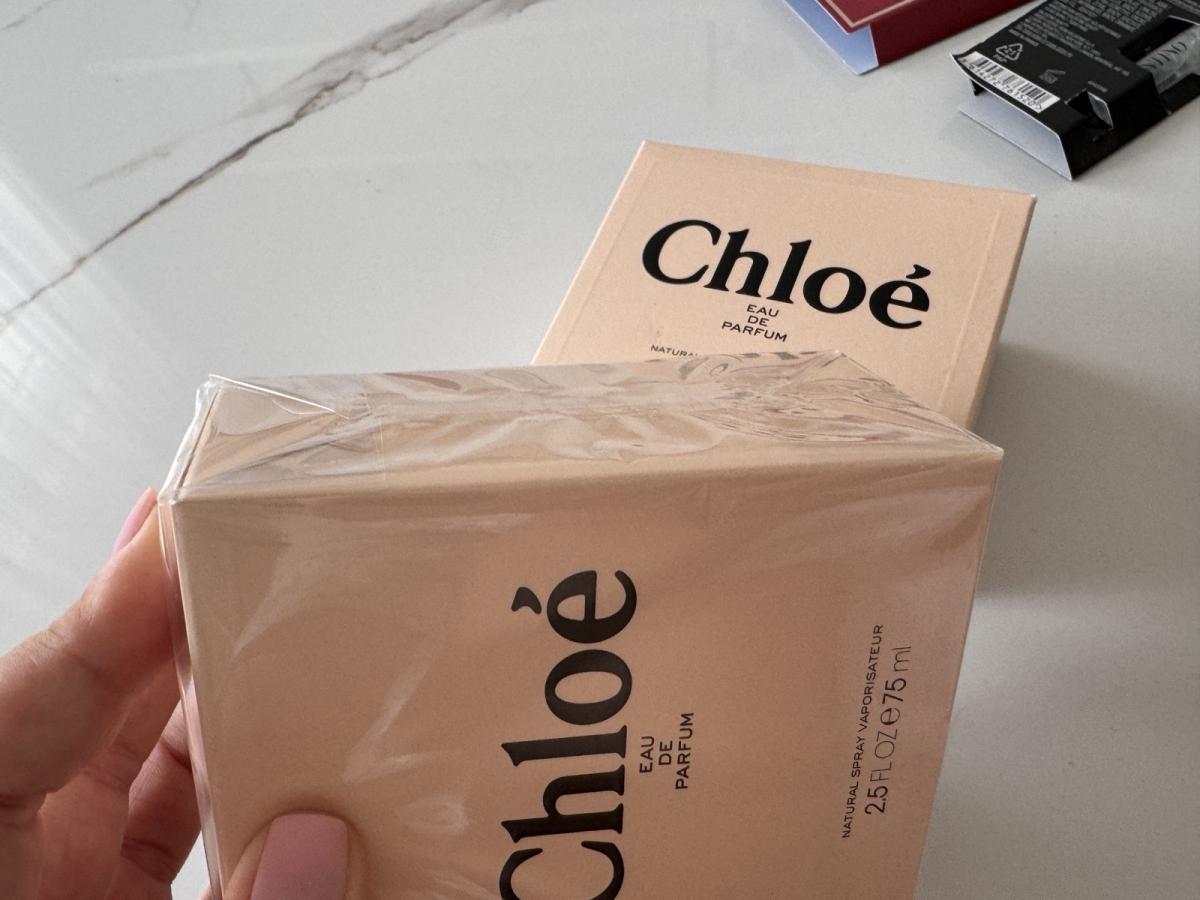 Chloé
EAU
DE
PARFUM
Chloé
EAU
DE
PARFUM
NATURAL SPRAY VAPORISATEUR
2.5 FL OZ e 75 ml